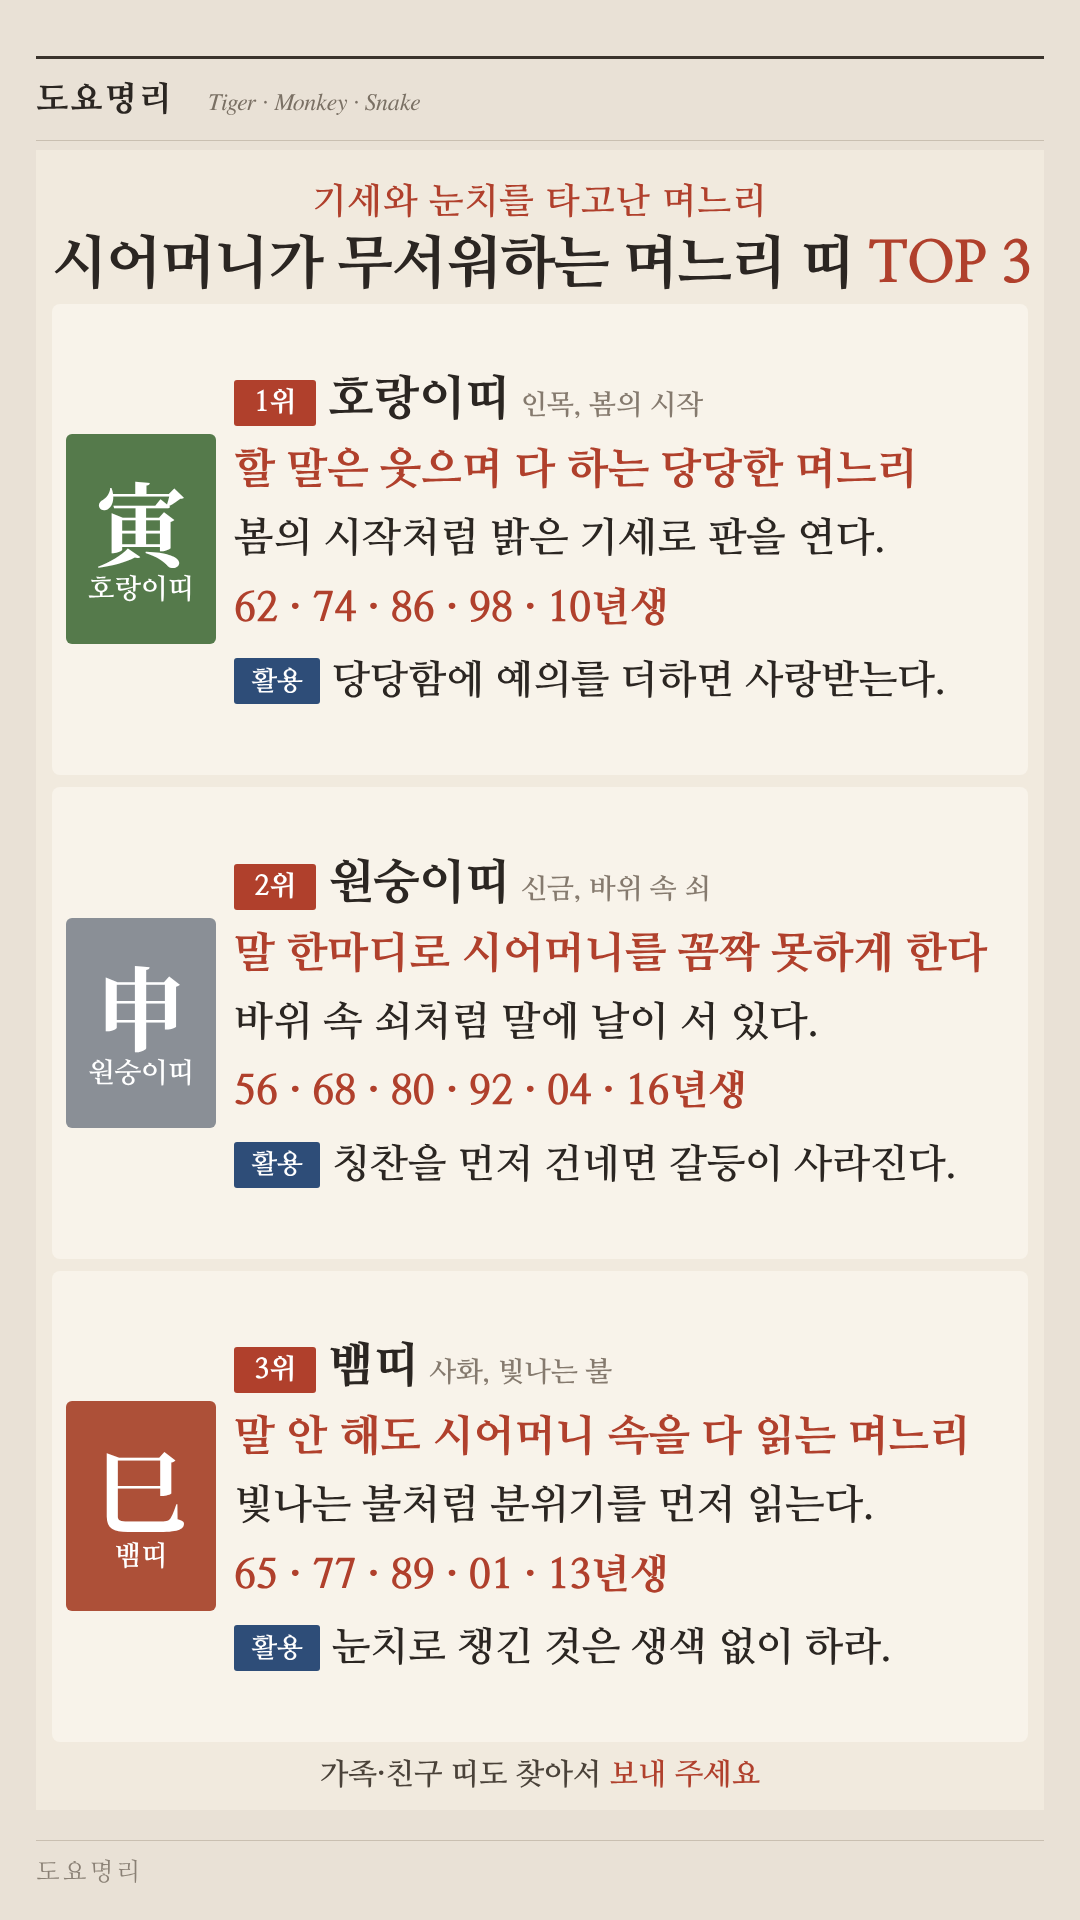 도요명리 Tiger · Monkey · Snake
기세와 눈치를 타고난 며느리
시어머니가 무서워하는 며느리 띠 TOP 3
寅
호랑이띠
1위 호랑이띠 인목, 봄의 시작
할 말은 웃으며 다 하는 당당한 며느리
봄의 시작처럼 밝은 기세로 판을 연다.
62 · 74 · 86 · 98 · 10년생
활용 당당함에 예의를 더하면 사랑받는다.
申
원숭이띠
2위 원숭이띠 신금, 바위 속 쇠
말 한마디로 시어머니를 꼼짝 못하게 한다
바위 속 쇠처럼 말에 날이 서 있다.
56 · 68 · 80 · 92 · 04 · 16년생
활용 칭찬을 먼저 건네면 갈등이 사라진다.
巳
뱀띠
3위 뱀띠 사화, 빛나는 불
말 안 해도 시어머니 속을 다 읽는 며느리
빛나는 불처럼 분위기를 먼저 읽는다.
65 · 77 · 89 · 01 · 13년생
활용 눈치로 챙긴 것은 생색 없이 하라.
가족·친구 띠도 찾아서 보내 주세요
도요명리